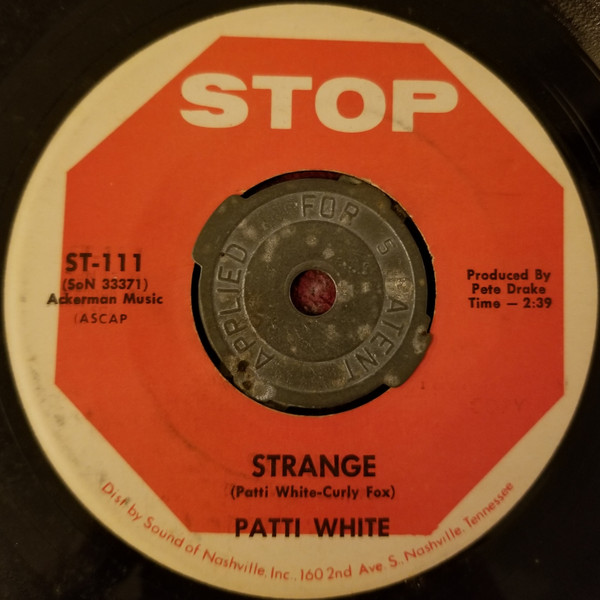 STOP
APPLIED FOR
PATENT
ST-111
(SoN 33371)
Ackerman Music
(ASCAP
Produced By
Pete Drake
Time — 2:39
STRANGE
(Patti White-Curly Fox)
PATTI WHITE
Dist by Sound of Nashville, Inc., 160 2nd Ave. S., Nashville, Tennessee